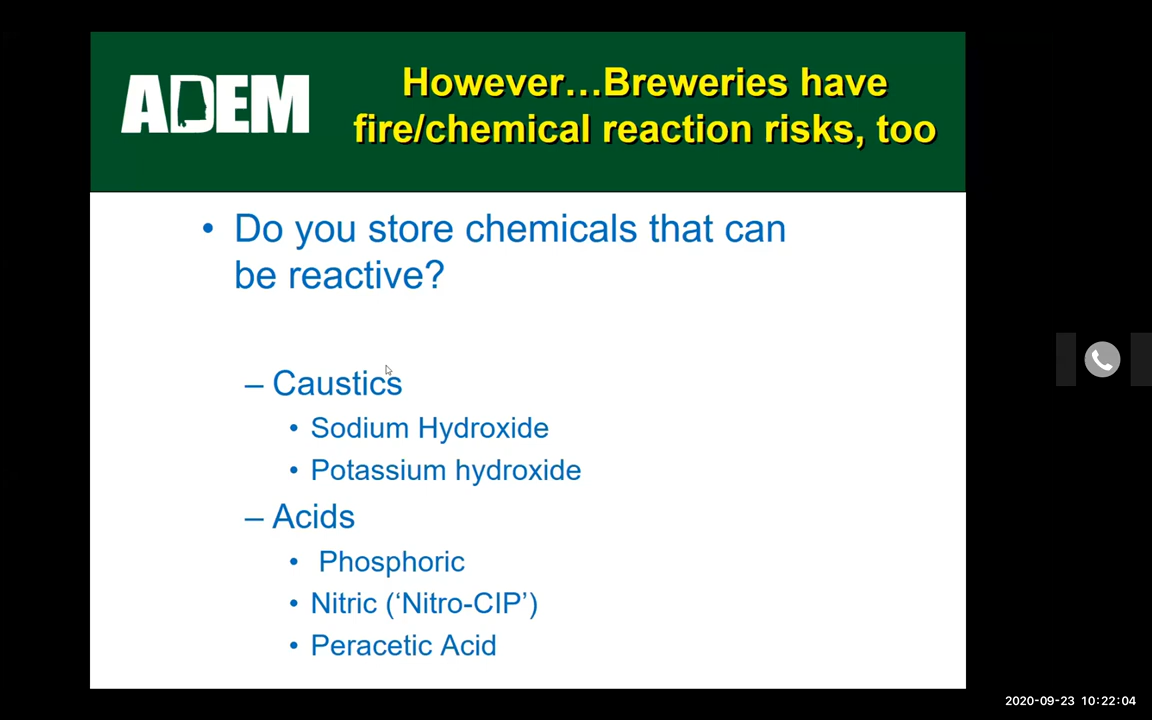 ADEM
However...Breweries have
fire/chemical reaction risks, too
• Do you store chemicals that can
be reactive?
– Caustics
• Sodium Hydroxide
• Potassium hydroxide
– Acids
• Phosphoric
• Nitric (‘Nitro-CIP’)
• Peracetic Acid
2020-09-23 10:22:04